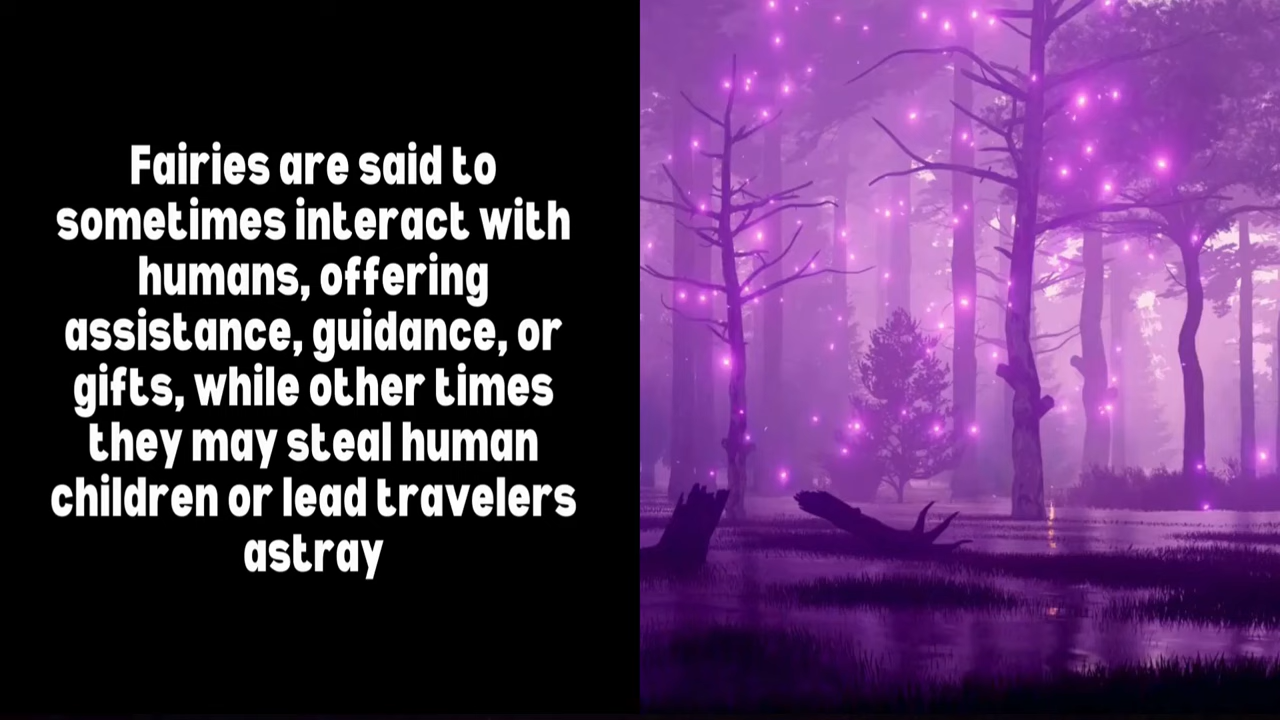 Fairies are said to
sometimes interact with
humans, offering
assistance, guidance, or
gifts, while other times
they may steal human
children or lead travelers
astray